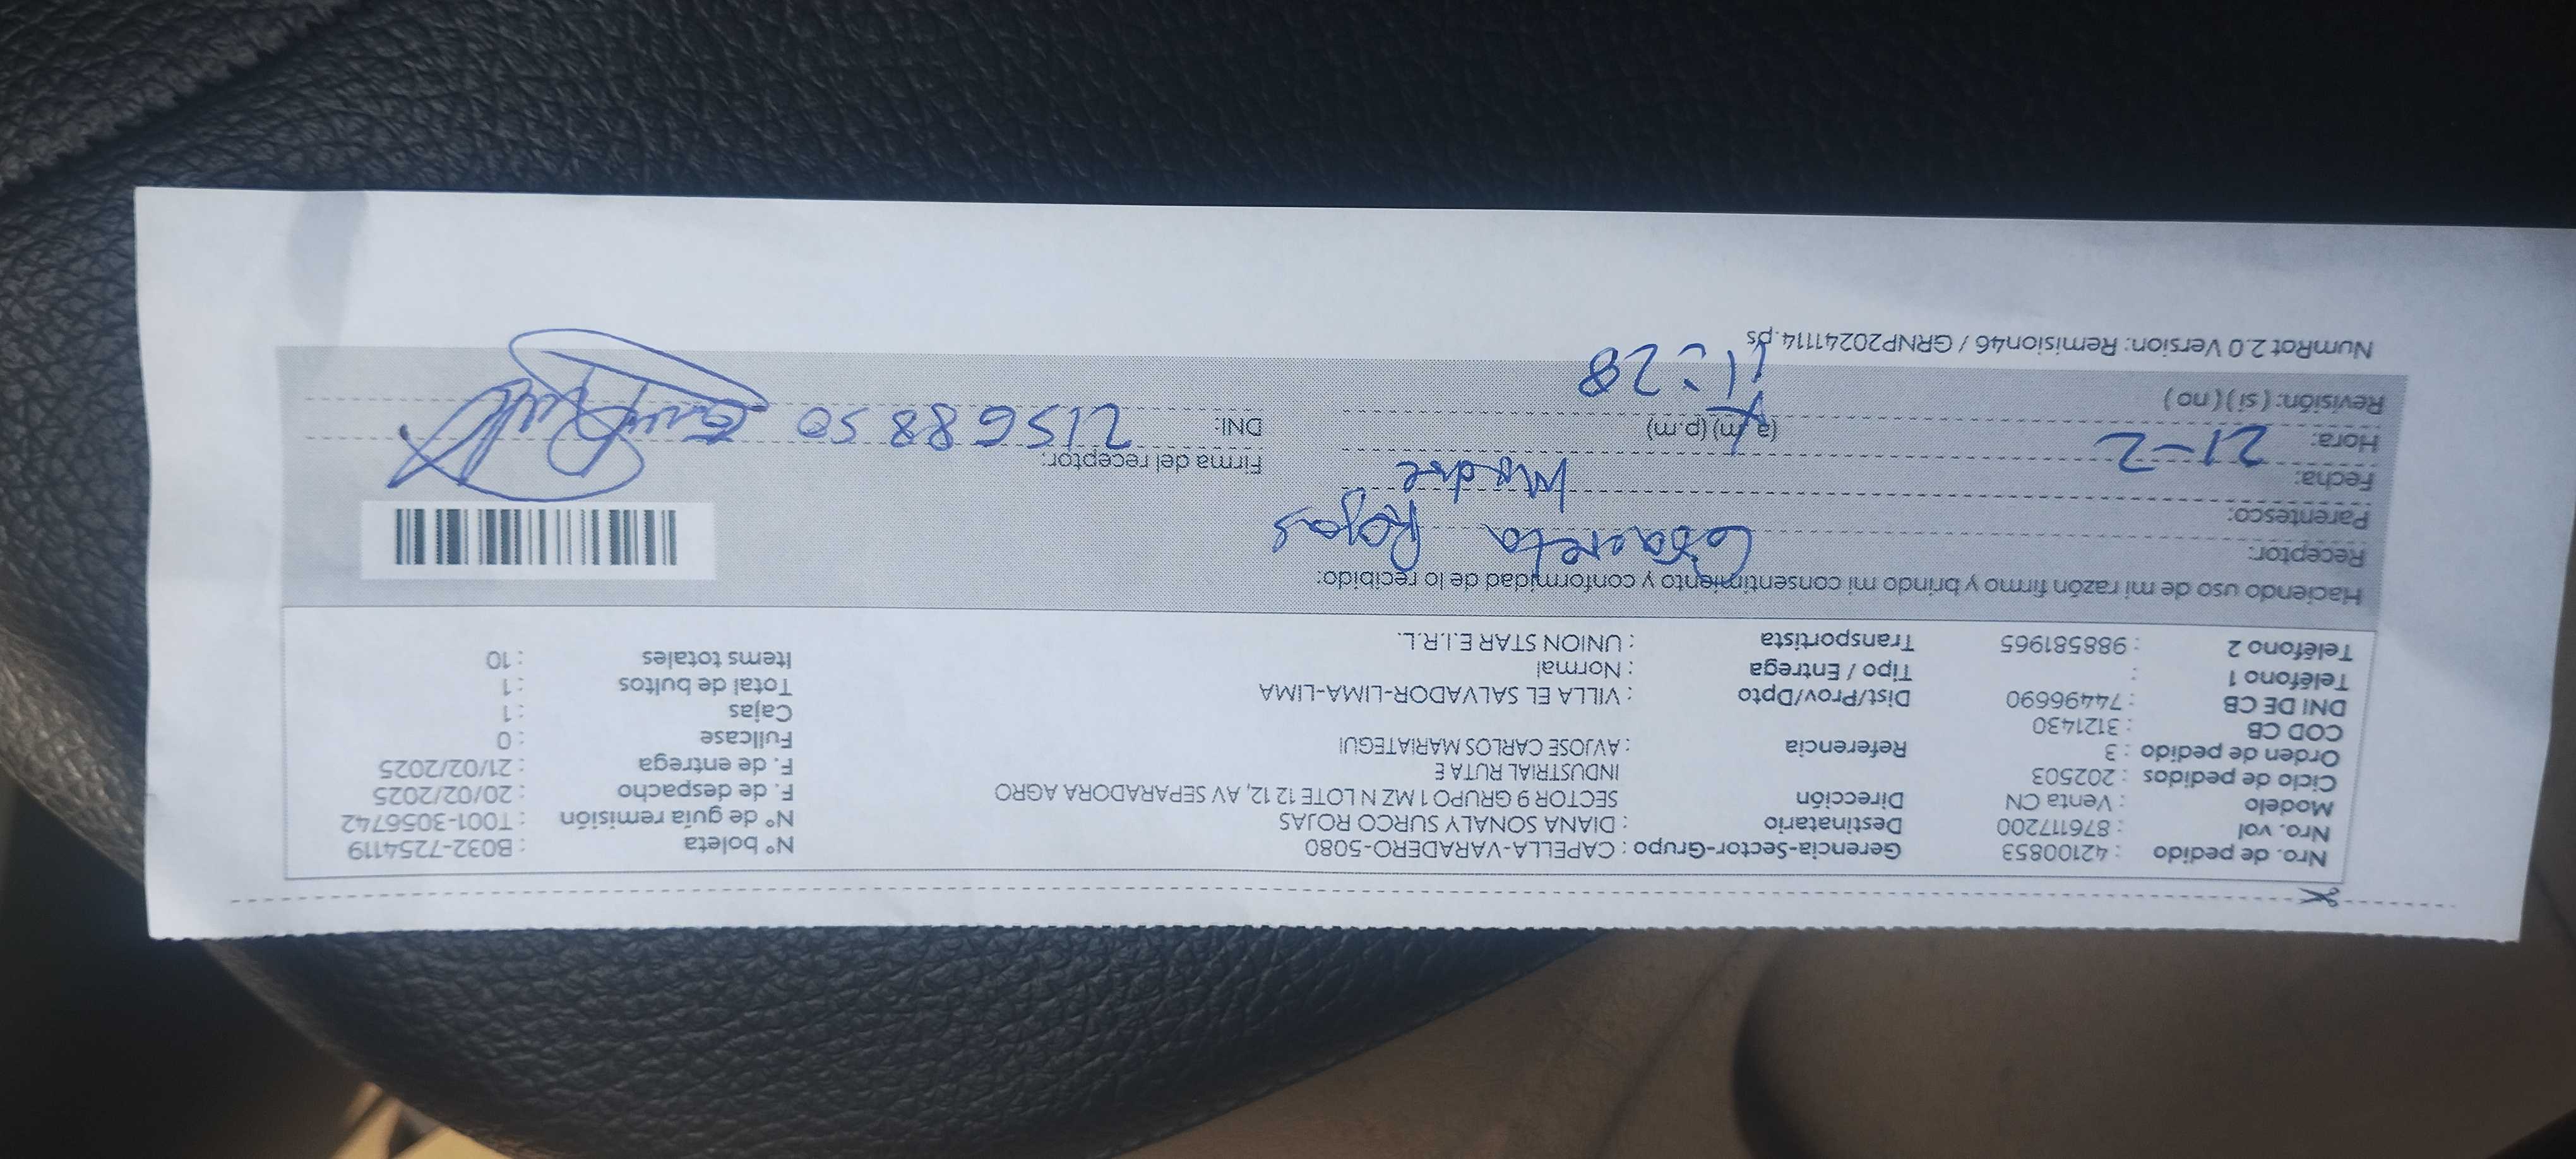 Nro. de pedido : 42100853 Gerencia-Sector-Grupo : CAPELLA-VARADERO-5080 N° boleta : B032-7254119
Nro. vol : 876117200 Destinatario : DIANA SONALY SURCO ROJAS N° de guía remisión : T001-3056742
Modelo : Venta CN Dirección SECTOR 9 GRUPO 1 MZ N LOTE 12 12, AV SEPARADORA AGRO F. de despacho : 20/02/2025
Ciclo de pedidos : 202503 INDUSTRIAL RUTA E F. de entrega : 21/02/2025
Orden de pedido : 3 Referencia : AVJOSE CARLOS MARIATEGUI Fullcase : 0
COD CB : 3121430 Cajas : 1
DNI DE CB : 74496690 Dist/Prov/Dpto : VILLA EL SALVADOR-LIMA-LIMA Total de bultos : 1
Teléfono 1 : Tipo / Entrega : Normal Items totales : 10
Teléfono 2 : 988581965 Transportista : UNION STAR E.I.R.L.
Haciendo uso de mi razón firmo y brindo mi consentimiento y conformidad de lo recibido:
Receptor: Rojas
Parentesco: Madre
Fecha: 21-2 Firma del receptor:
Hora: (a.m) (p.m) DNI: 21568850
Revisión: ( si ) ( no ) 11:28
NumRot 2.0 Version: Remision46 / GRNP20241114.ps